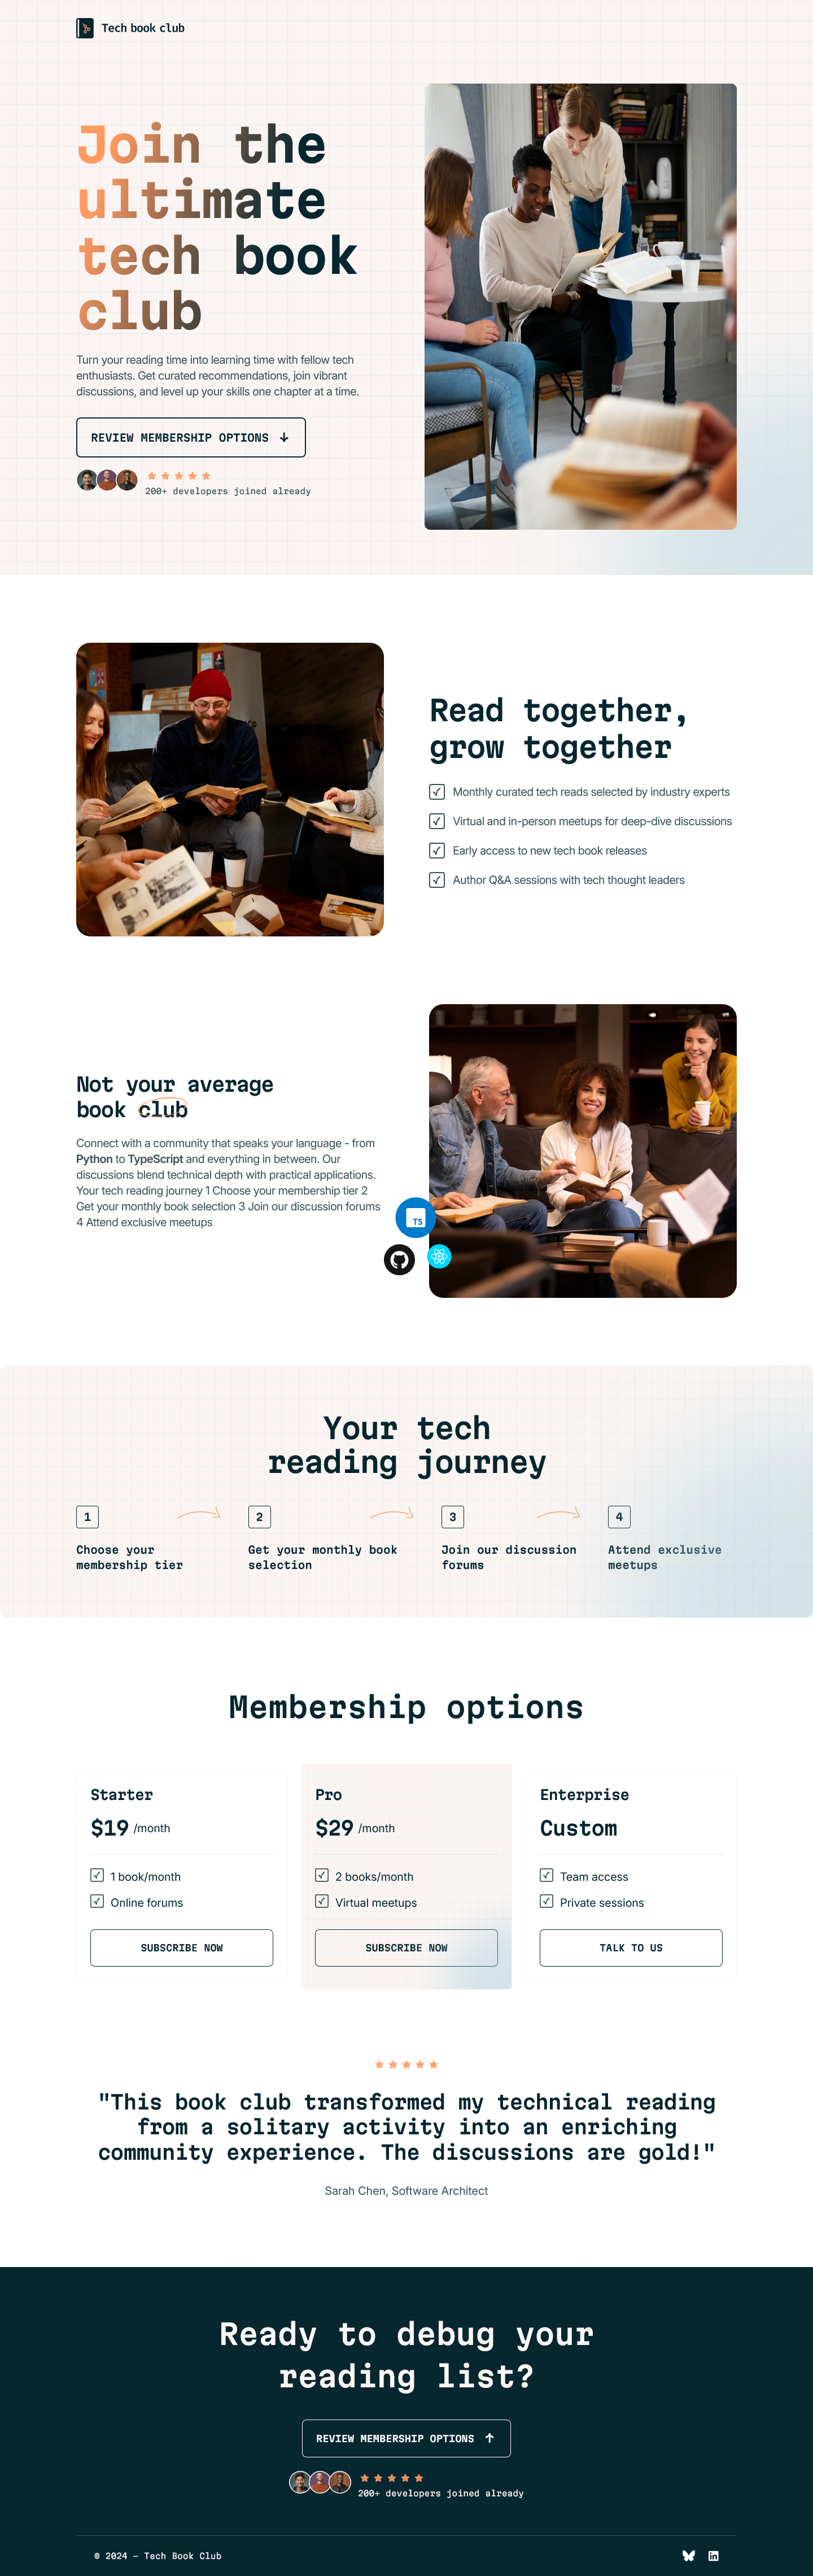 Tech book club
Join the
ultimate
tech book
club
Turn your reading time into learning time with fellow tech
enthusiasts. Get curated recommendations, join vibrant
discussions, and level up your skills one chapter at a time.
REVIEW MEMBERSHIP OPTIONS
200+ developers joined already
Read together,
grow together
Monthly curated tech reads selected by industry experts
Virtual and in-person meetups for deep-dive discussions
Early access to new tech book releases
Author Q&A sessions with tech thought leaders
Not your average
book club
Connect with a community that speaks your language - from
Python to TypeScript and everything in between. Our
discussions blend technical depth with practical applications.
Your tech reading journey 1 Choose your membership tier 2
Get your monthly book selection 3 Join our discussion forums
4 Attend exclusive meetups
TS
Your tech
reading journey
1
Choose your
membership tier
2
Get your monthly book
selection
3
Join our discussion
forums
4
Attend exclusive
meetups
Membership options
Starter
$19 /month
1 book/month
Online forums
SUBSCRIBE NOW
Pro
$29 /month
2 books/month
Virtual meetups
SUBSCRIBE NOW
Enterprise
Custom
Team access
Private sessions
TALK TO US
"This book club transformed my technical reading
from a solitary activity into an enriching
community experience. The discussions are gold!"
Sarah Chen, Software Architect
Ready to debug your
reading list?
REVIEW MEMBERSHIP OPTIONS
200+ developers joined already
© 2024 - Tech Book Club
in